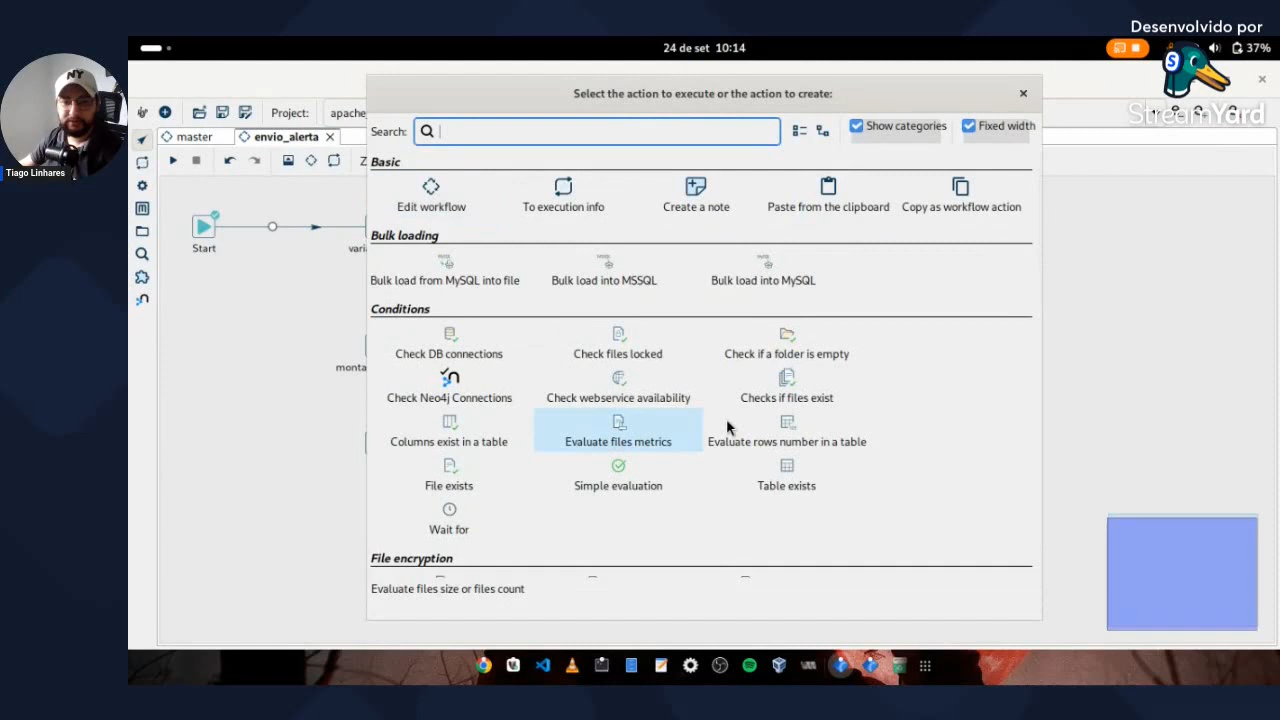 Desenvolvido por
StreamYard
24 de set 10:14
37%
Tiago Linhares
NY
Select the action to execute or the action to create:
Project:
apache
master
envio_alerta
Search:
Show categories
Fixed width
Start
Basic
Edit workflow
To execution info
Create a note
Paste from the clipboard
Copy as workflow action
Bulk loading
Bulk load from MySQL into file
Bulk load into MSSQL
Bulk load into MySQL
Conditions
Check DB connections
Check files locked
Check if a folder is empty
Check Neo4j Connections
Check webservice availability
Checks if files exist
Columns exist in a table
Evaluate files metrics
Evaluate rows number in a table
File exists
Simple evaluation
Table exists
Wait for
File encryption
Evaluate files size or files count
vari
monta